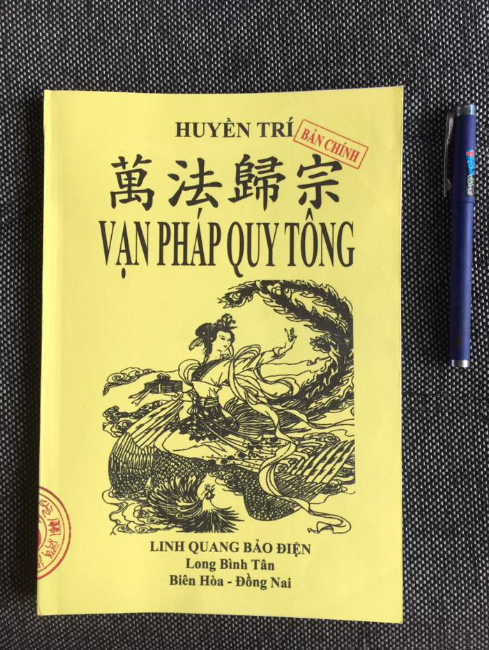 HUYỀN TRÍ
BẢN CHÍNH
萬法歸宗
VẠN PHÁP QUY TÔNG
LINH QUANG BẢO ĐIỆN
Long Bình Tân
Biên Hòa - Đồng Nai